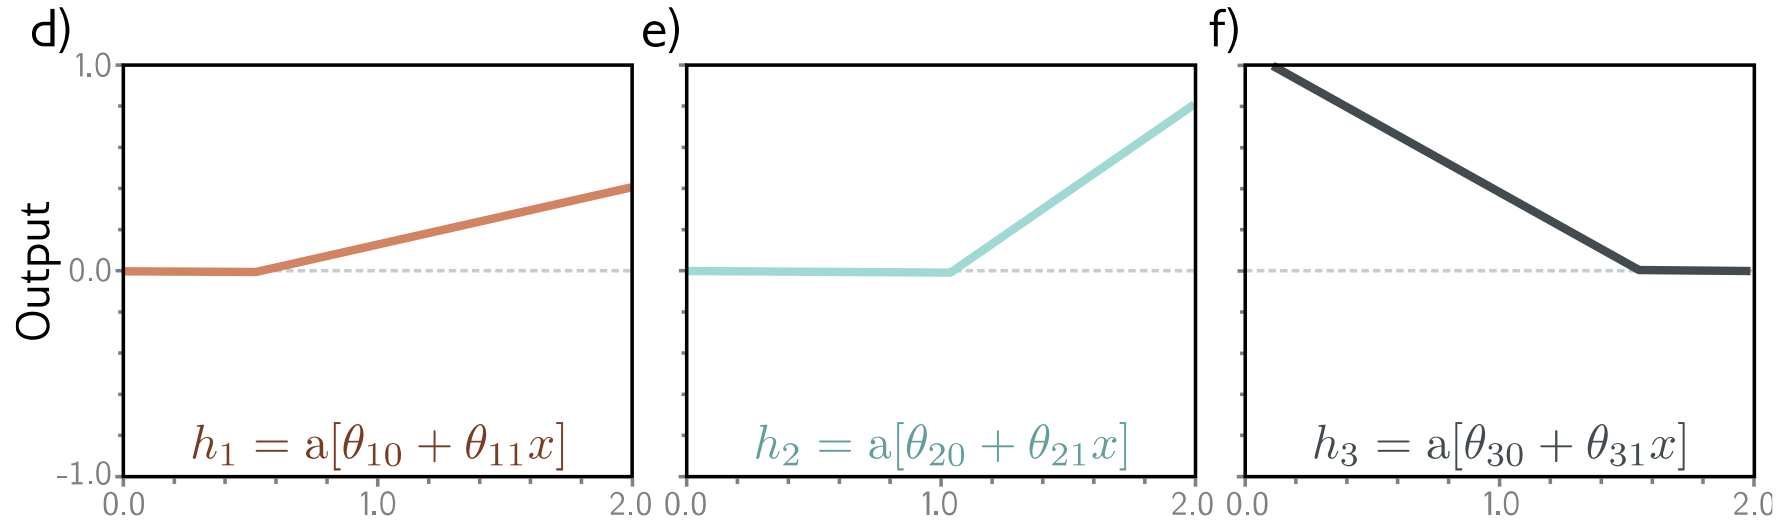 d) e) f)
1.0
Output
0.0
h₁ = a[θ₁₀ + θ₁₁x] h₂ = a[θ₂₀ + θ₂₁x] h₃ = a[θ₃₀ + θ₃₁x]
-1.0
0.0 1.0 2.0 0.0 1.0 2.0 0.0 1.0 2.0